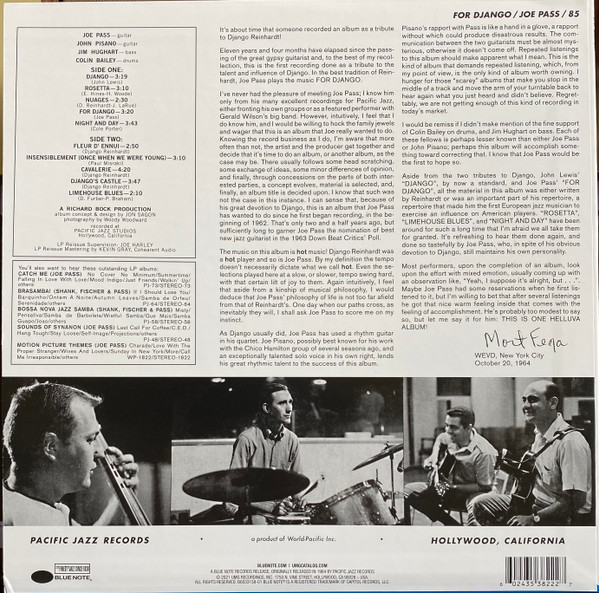 FOR DJANGO / JOE PASS / 85
JOE PASS—guitar
JOHN PISANO—guitar
JIM HUGHART—bass
COLIN BAILEY—drums
SIDE ONE:
DJANGO—3:19
(John Lewis)
ROSETTA—3:10
(E. Hines-H. Woode)
NUAGES—2:30
(D. Reinhardt-J. LaRue)
FOR DJANGO—3:20
(Joe Pass)
NIGHT AND DAY—3:43
(Cole Porter)
SIDE TWO:
FLEUR D' ENNUI—2:50
(Django Reinhardt)
INSENSIBLEMENT (ONCE WHEN WE WERE YOUNG)—3:10
(Paul Misraki)
CAVALERIE—4:20
(Django Reinhardt)
DJANGO'S CASTLE—3:47
(Django Reinhardt)
LIMEHOUSE BLUES—2:10
(D. Furber-P. Braham)
A RICHARD BOCK PRODUCTION
album concept & design by JON SAGEN
photography by Woody Woodward
recorded at
PACIFIC JAZZ STUDIOS
Hollywood, California
LP Reissue Supervision: JOE HARLEY
LP Reissue Mastering by KEVIN GRAY, Cohearent Audio
You'll also want to hear these outstanding LP albums:
CATCH ME (JOE PASS) No Cover No Minimum/Summertime/
Falling In Love With Love/Mood Indigo/Just Friends/Walkin' Up/
others PJ-73/STEREO-73
BRASAMBA! (SHANK, FISCHER & PASS) If I Should Lose You/
Barquinho/Ontem A Noite/Autumn Leaves/Samba de Orfeu/
Serenidade/others PJ-64/STEREO-64
BOSSA NOVA JAZZ SAMBA (SHANK, FISCHER & PASS) Misty/
Pensativa/Samba da Borboleta/Wistful Samba/Que Mais/Samba
Guapo/ioao/others PJ-58/STEREO-58
SOUNDS OF SYNANON (JOE PASS) Last Call For Coffee/C.E.D./
Hang Tough/Stay Loose/Self-Image/Projections/others
PJ-48/STEREO-48
MOTION PICTURE THEMES (JOE PASS) Charade/Love With The
Proper Stranger/Wives And Lovers/Sunday In New York/More/Call
Me Irresponsible/others WP-1822/STEREO-1822
It's about time that someone recorded an album as a tribute
to Django Reinhardt!
Eleven years and four months have elapsed since the pass-
ing of the great gypsy guitarist and, to the best of my recol-
lection, this is the first recording done as a tribute to the
talent and influence of Django. In the best tradition of Rein-
hardt, Joe Pass plays the music FOR DJANGO.
I've never had the pleasure of meeting Joe Pass; I know him
only from his many excellent recordings for Pacific Jazz,
either fronting his own groups or as a featured performer with
Gerald Wilson's big band. However, intuitively, I feel that I
do know him, and I would be willing to hock the family jewels
and wager that this is an album that Joe really wanted to do.
Knowing the record business as I do, I'm aware that more
often than not, the artist and the producer get together and
decide that it's time to do an album, or another album, as the
case may be. There usually follows some head scratching,
some exchange of ideas, some minor differences of opinion,
and finally, through concessions on the parts of both inter-
ested parties, a concept evolves, material is selected, and,
finally, an album title is decided upon. I know that such was
not the case in this instance. I can sense that, because of
his great devotion to Django, this is an album that Joe Pass
has wanted to do since he first began recording, in the be-
ginning of 1962. That's only two and a half years ago, but
sufficiently long to garner Joe Pass the nomination of best
new jazz guitarist in the 1963 Down Beat Critics' Poll.
The music on this album is hot music! Django Reinhardt was
a hot player and so is Joe Pass. By my definition the tempo
doesn't necessarily dictate what we call hot. Even the se-
lections played here at a slow, or slower, tempo swing hard,
with that certain lilt of joy to them. Again intuitively, I feel
that aside from a kinship of musical philosophy, I would
deduce that Joe Pass' philosophy of life is not too far afield
from that of Reinhardt's. One day when our paths cross, as
inevitably they will, I shall ask Joe Pass to score me on my
instinct.
As Django usually did, Joe Pass has used a rhythm guitar
in his quartet. Joe Pisano, possibly best known for his work
with the Chico Hamilton group of several seasons ago, and
an exceptionally talented solo voice in his own right, lends
his great rhythmic talent to the success of this album.
Pisano's rapport with Pass is like a hand in a glove, a rapport
without which could produce disastrous results. The com-
munication between the two guitarists must be almost mys-
terious, otherwise it doesn't come off. Repeated listenings
to this album should make apparent what I mean. This is the
kind of album that demands repeated listening, which, from
my point of view, is the only kind of album worth owning. I
hunger for those "scarey" albums that make you stop in the
middle of a track and move the arm of your turntable back to
hear again what you just heard and didn't believe. Regret-
ably, we are not getting enough of this kind of recording in
today's market.
I would be remiss if I didn't make mention of the fine support
of Colin Bailey on drums, and Jim Hughart on bass. Each of
these fellows is perhaps lesser known than either Joe Pass
or John Pisano; perhaps this album will accomplish some-
thing toward correcting that. I know that Joe Pass would be
the first to hope so.
Aside from the two tributes to Django, John Lewis'
"DJANGO", by now a standard, and Joe Pass' "FOR
DJANGO", all the material in this album was either written
by Reinhardt or was an important part of his repertoire, a
repertoire that made him the first European jazz musician to
exercise an influence on American players. "ROSETTA",
"LIMEHOUSE BLUES", and "NIGHT AND DAY" have been
around for such a long time that I'm afraid we all take them
for granted. It's refreshing to hear them done again, and
done so tastefully by Joe Pass, who, in spite of his obvious
devotion to Django, still maintains his own personality.
Most performers, upon the completion of an album, look
upon the effort with mixed emotion, usually coming up with
an observation like, "Yeah, I suppose it's alright, but . . .".
Maybe Joe Pass had some reservations when he first lis-
tened to it, but I'm willing to bet that after several hearings
he got that nice warm feeling inside that comes with the
feeling of accomplishment. He's probably too modest to say
so, but let me say it for him: THIS IS ONE HELLUVA
ALBUM!
Mort Fega
WEVD, New York City
October 20, 1964
PACIFIC JAZZ RECORDS • a product of World-Pacific Inc. • HOLLYWOOD, CALIFORNIA
BLUE NOTE
BLUENOTE.COM | UMGCATALOG.COM
A BLUE NOTE RECORDS RELEASE, ORIGINALLY RELEASED IN 1964 BY PACIFIC JAZZ RECORDS.
6 02435 38222 7